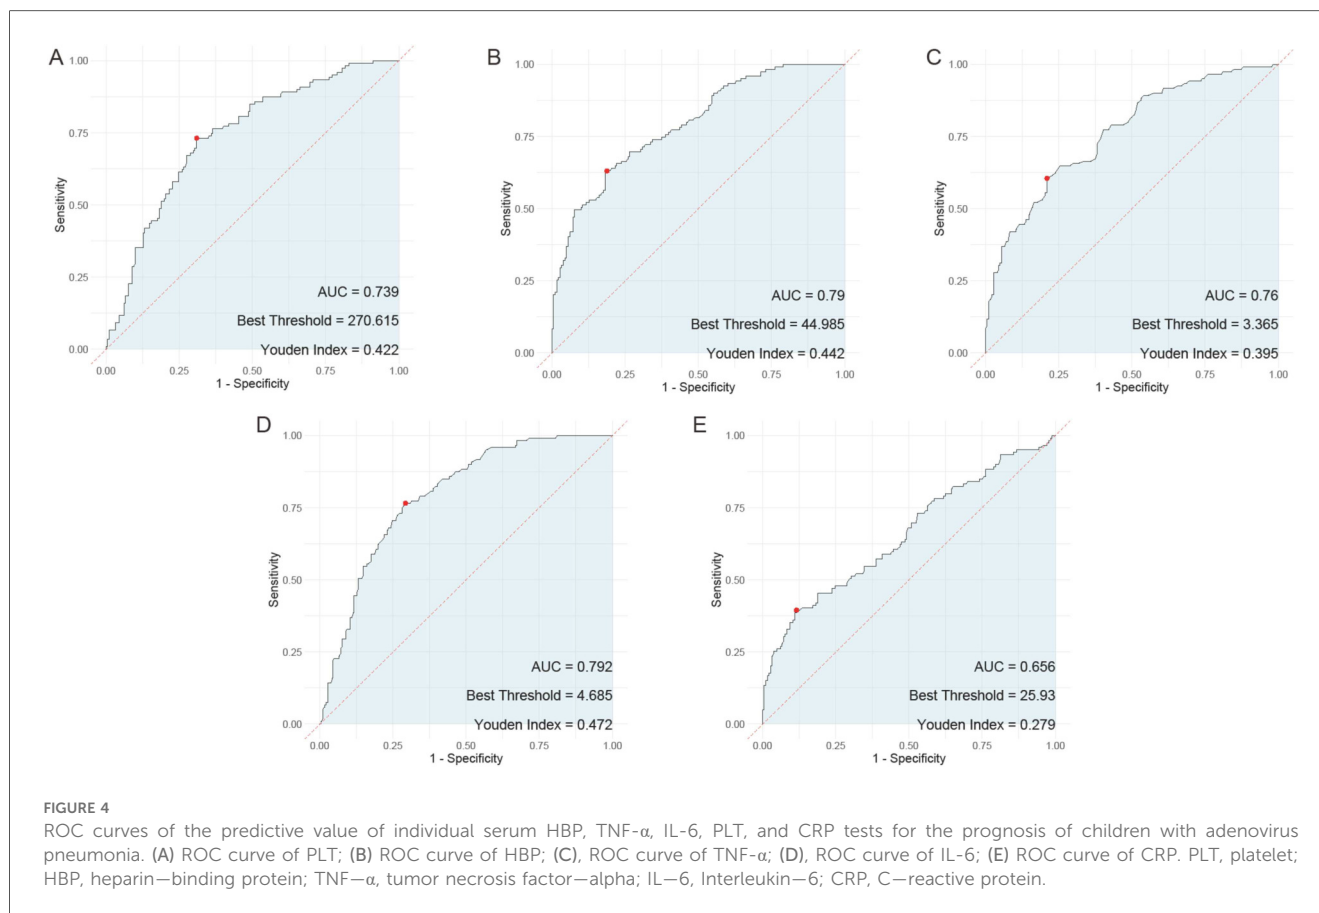 A
1.00
0.75
0.50
0.25
0.00
Sensitivity
AUC = 0.739
Best Threshold = 270.615
Youden Index = 0.422
0.00 0.25 0.50 0.75 1.00
1 - Specificity
B
1.00
0.75
0.50
0.25
0.00
Sensitivity
AUC = 0.79
Best Threshold = 44.985
Youden Index = 0.442
0.00 0.25 0.50 0.75 1.00
1 - Specificity
C
1.00
0.75
0.50
0.25
0.00
Sensitivity
AUC = 0.76
Best Threshold = 3.365
Youden Index = 0.395
0.00 0.25 0.50 0.75 1.00
1 - Specificity
D
1.00
0.75
0.50
0.25
0.00
Sensitivity
AUC = 0.792
Best Threshold = 4.685
Youden Index = 0.472
0.00 0.25 0.50 0.75 1.00
1 - Specificity
E
1.00
0.75
0.50
0.25
0.00
Sensitivity
AUC = 0.656
Best Threshold = 25.93
Youden Index = 0.279
0.00 0.25 0.50 0.75 1.00
1 - Specificity
FIGURE 4
ROC curves of the predictive value of individual serum HBP, TNF-α, IL-6, PLT, and CRP tests for the prognosis of children with adenovirus
pneumonia. (A) ROC curve of PLT; (B) ROC curve of HBP; (C), ROC curve of TNF-α; (D), ROC curve of IL-6; (E) ROC curve of CRP. PLT, platelet;
HBP, heparin—binding protein; TNF—α, tumor necrosis factor—alpha; IL—6, Interleukin—6; CRP, C—reactive protein.